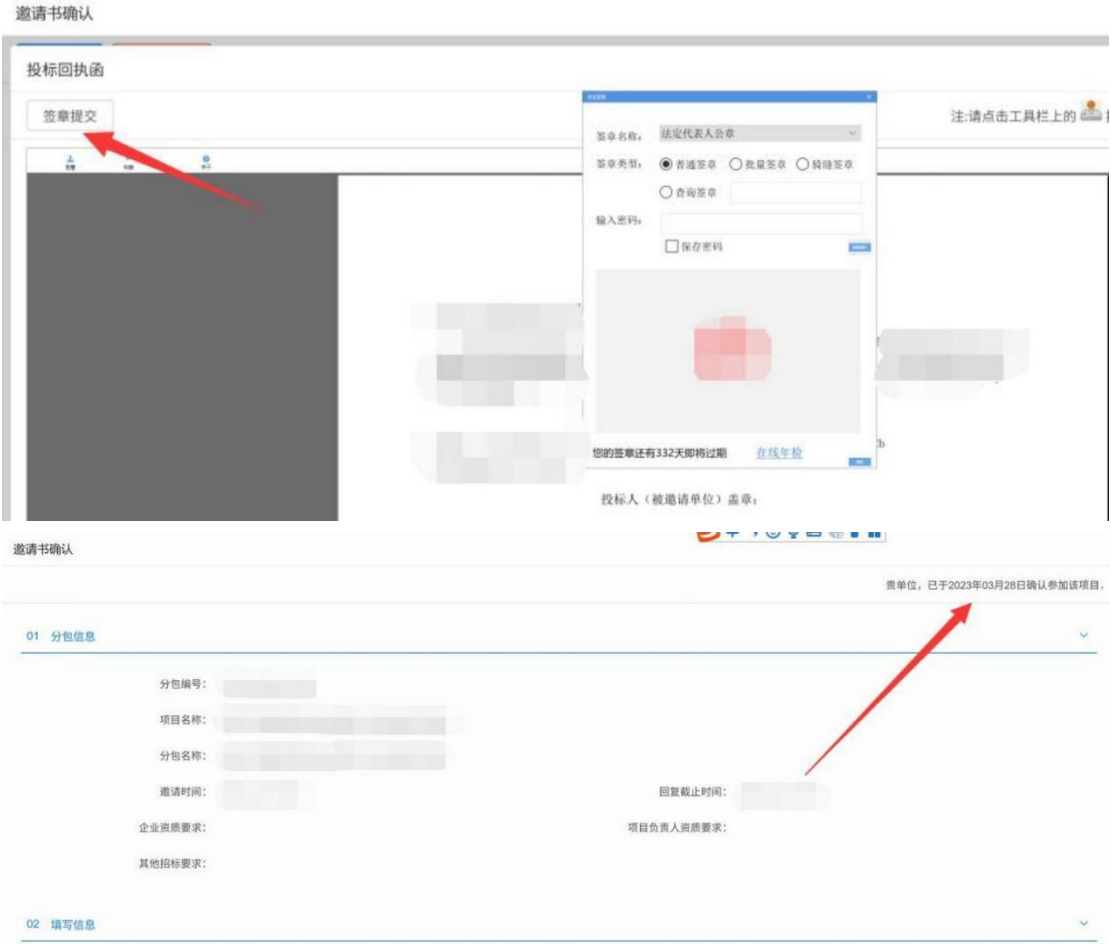 邀请书确认
投标回执函
签章提交
注:请点击工具栏上的
签章名称：
法定代表人公章
签章类型：
普通签章
批量签章
骑缝签章
查询签章
输入密码：
保存密码
您的签章还有332天即将过期
在线年检
投标人（被邀请单位）盖章：
邀请书确认
贵单位，已于2023年03月28日确认参加该项目。
01 分包信息
分包编号：
项目名称：
分包名称：
邀请时间：
回复截止时间：
企业资质要求：
项目负责人资质要求：
其他招标要求：
02 填写信息